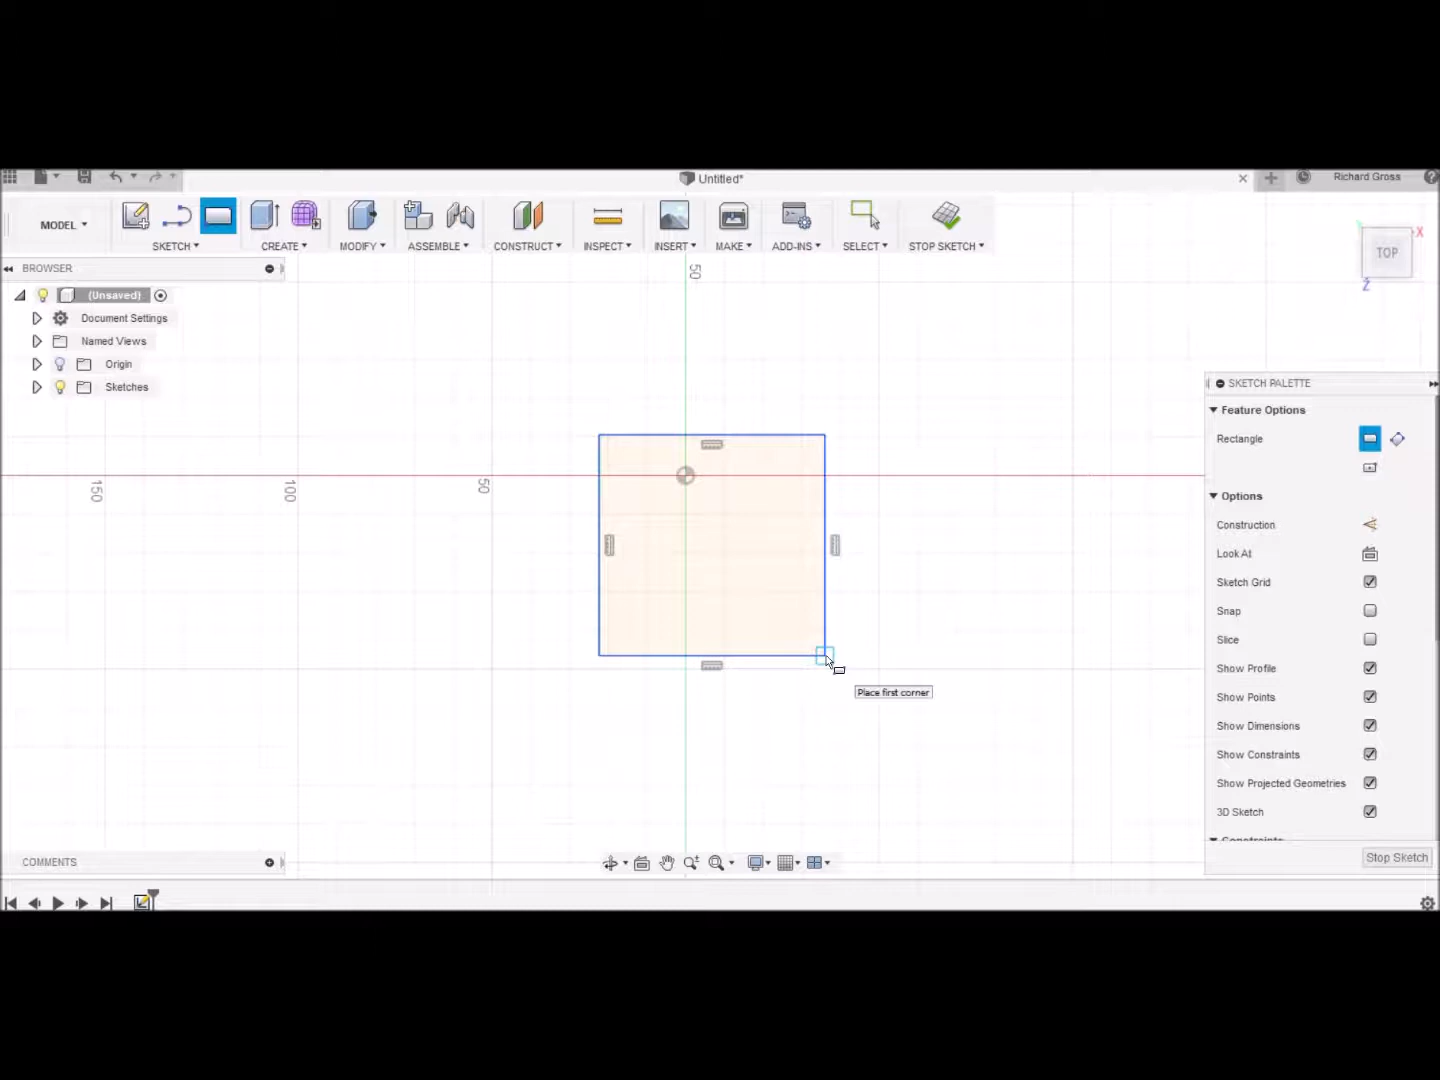 Untitled*
Richard Gross
MODEL
SKETCH
CREATE
MODIFY
ASSEMBLE
CONSTRUCT
INSPECT
INSERT
MAKE
ADD-INS
SELECT
STOP SKETCH
TOP
X
Z
BROWSER
50
(Unsaved)
Document Settings
Named Views
Origin
Sketches
SKETCH PALETTE
Feature Options
Rectangle
150
100
50
Options
Construction
Look At
Sketch Grid
Snap
Slice
Show Profile
Place first corner
Show Points
Show Dimensions
Show Constraints
Show Projected Geometries
3D Sketch
Constraints
COMMENTS
Stop Sketch